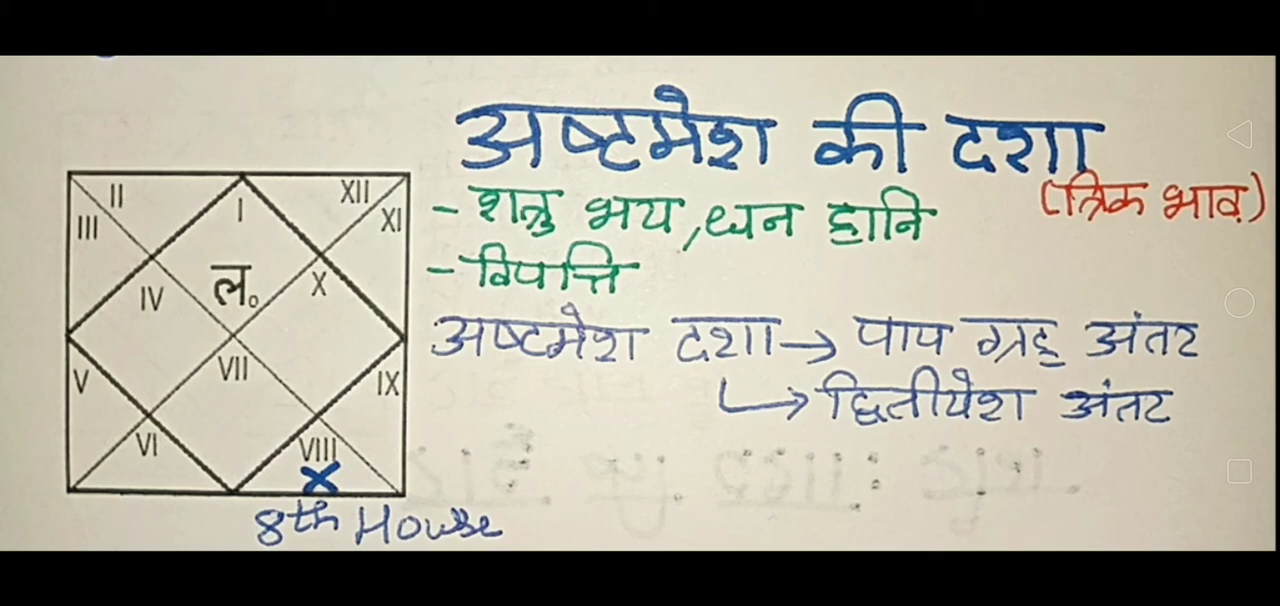 अष्टमेश की दशा
(त्रिक भाव)
- शत्रु भय, धन हानि
- विपत्ति
अष्टमेश दशा → पाप ग्रह अंतर
↳ द्वितीयेश अंतर
I
II
III
IV
V
VI
VII
VIII
IX
X
XI
XII
ल०
x
8th House